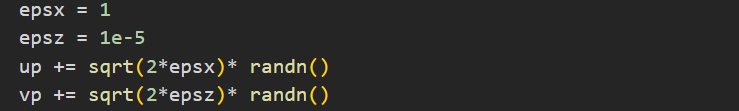 epsx = 1
epsz = 1e-5
up += sqrt(2*epsx)* randn()
vp += sqrt(2*epsz)* randn()